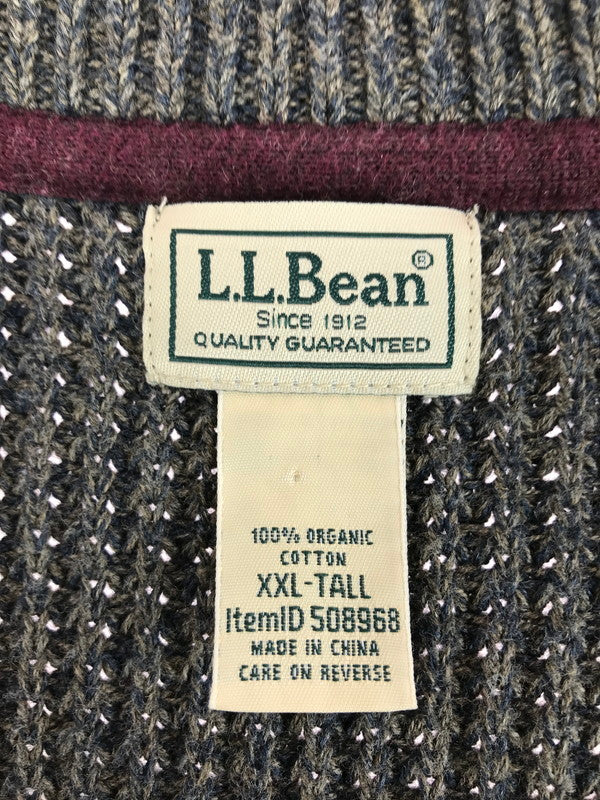 L.L.Bean®
Since 1912
QUALITY GUARANTEED
100% ORGANIC
COTTON
XXL-TALL
ItemID 508968
MADE IN CHINA
CARE ON REVERSE